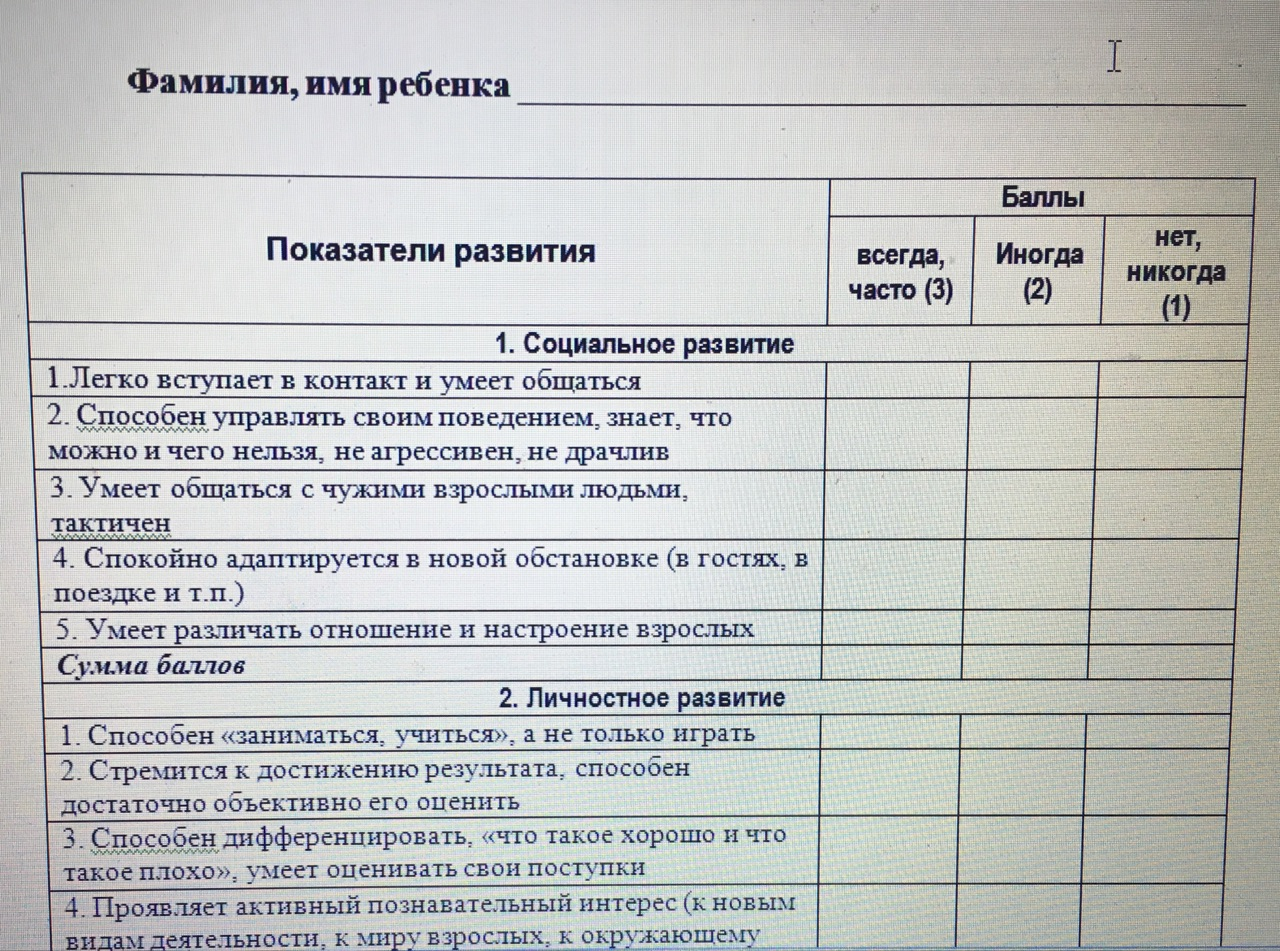 Фамилия, имя ребенка
Показатели развития
Баллы
всегда,
часто (3)
Иногда
(2)
нет,
никогда
(1)
1. Социальное развитие
1.Легко вступает в контакт и умеет общаться
2. Способен управлять своим поведением, знает, что
можно и чего нельзя, не агрессивен, не драчлив
3. Умеет общаться с чужими взрослыми людьми,
тактичен
4. Спокойно адаптируется в новой обстановке (в гостях, в
поездке и т.п.)
5. Умеет различать отношение и настроение взрослых
Сумма баллов
2. Личностное развитие
1. Способен «заниматься, учиться», а не только играть
2. Стремится к достижению результата, способен
достаточно объективно его оценить
3. Способен дифференцировать, «что такое хорошо и что
такое плохо», умеет оценивать свои поступки
4. Проявляет активный познавательный интерес (к новым
видам деятельности, к миру взрослых, к окружающему